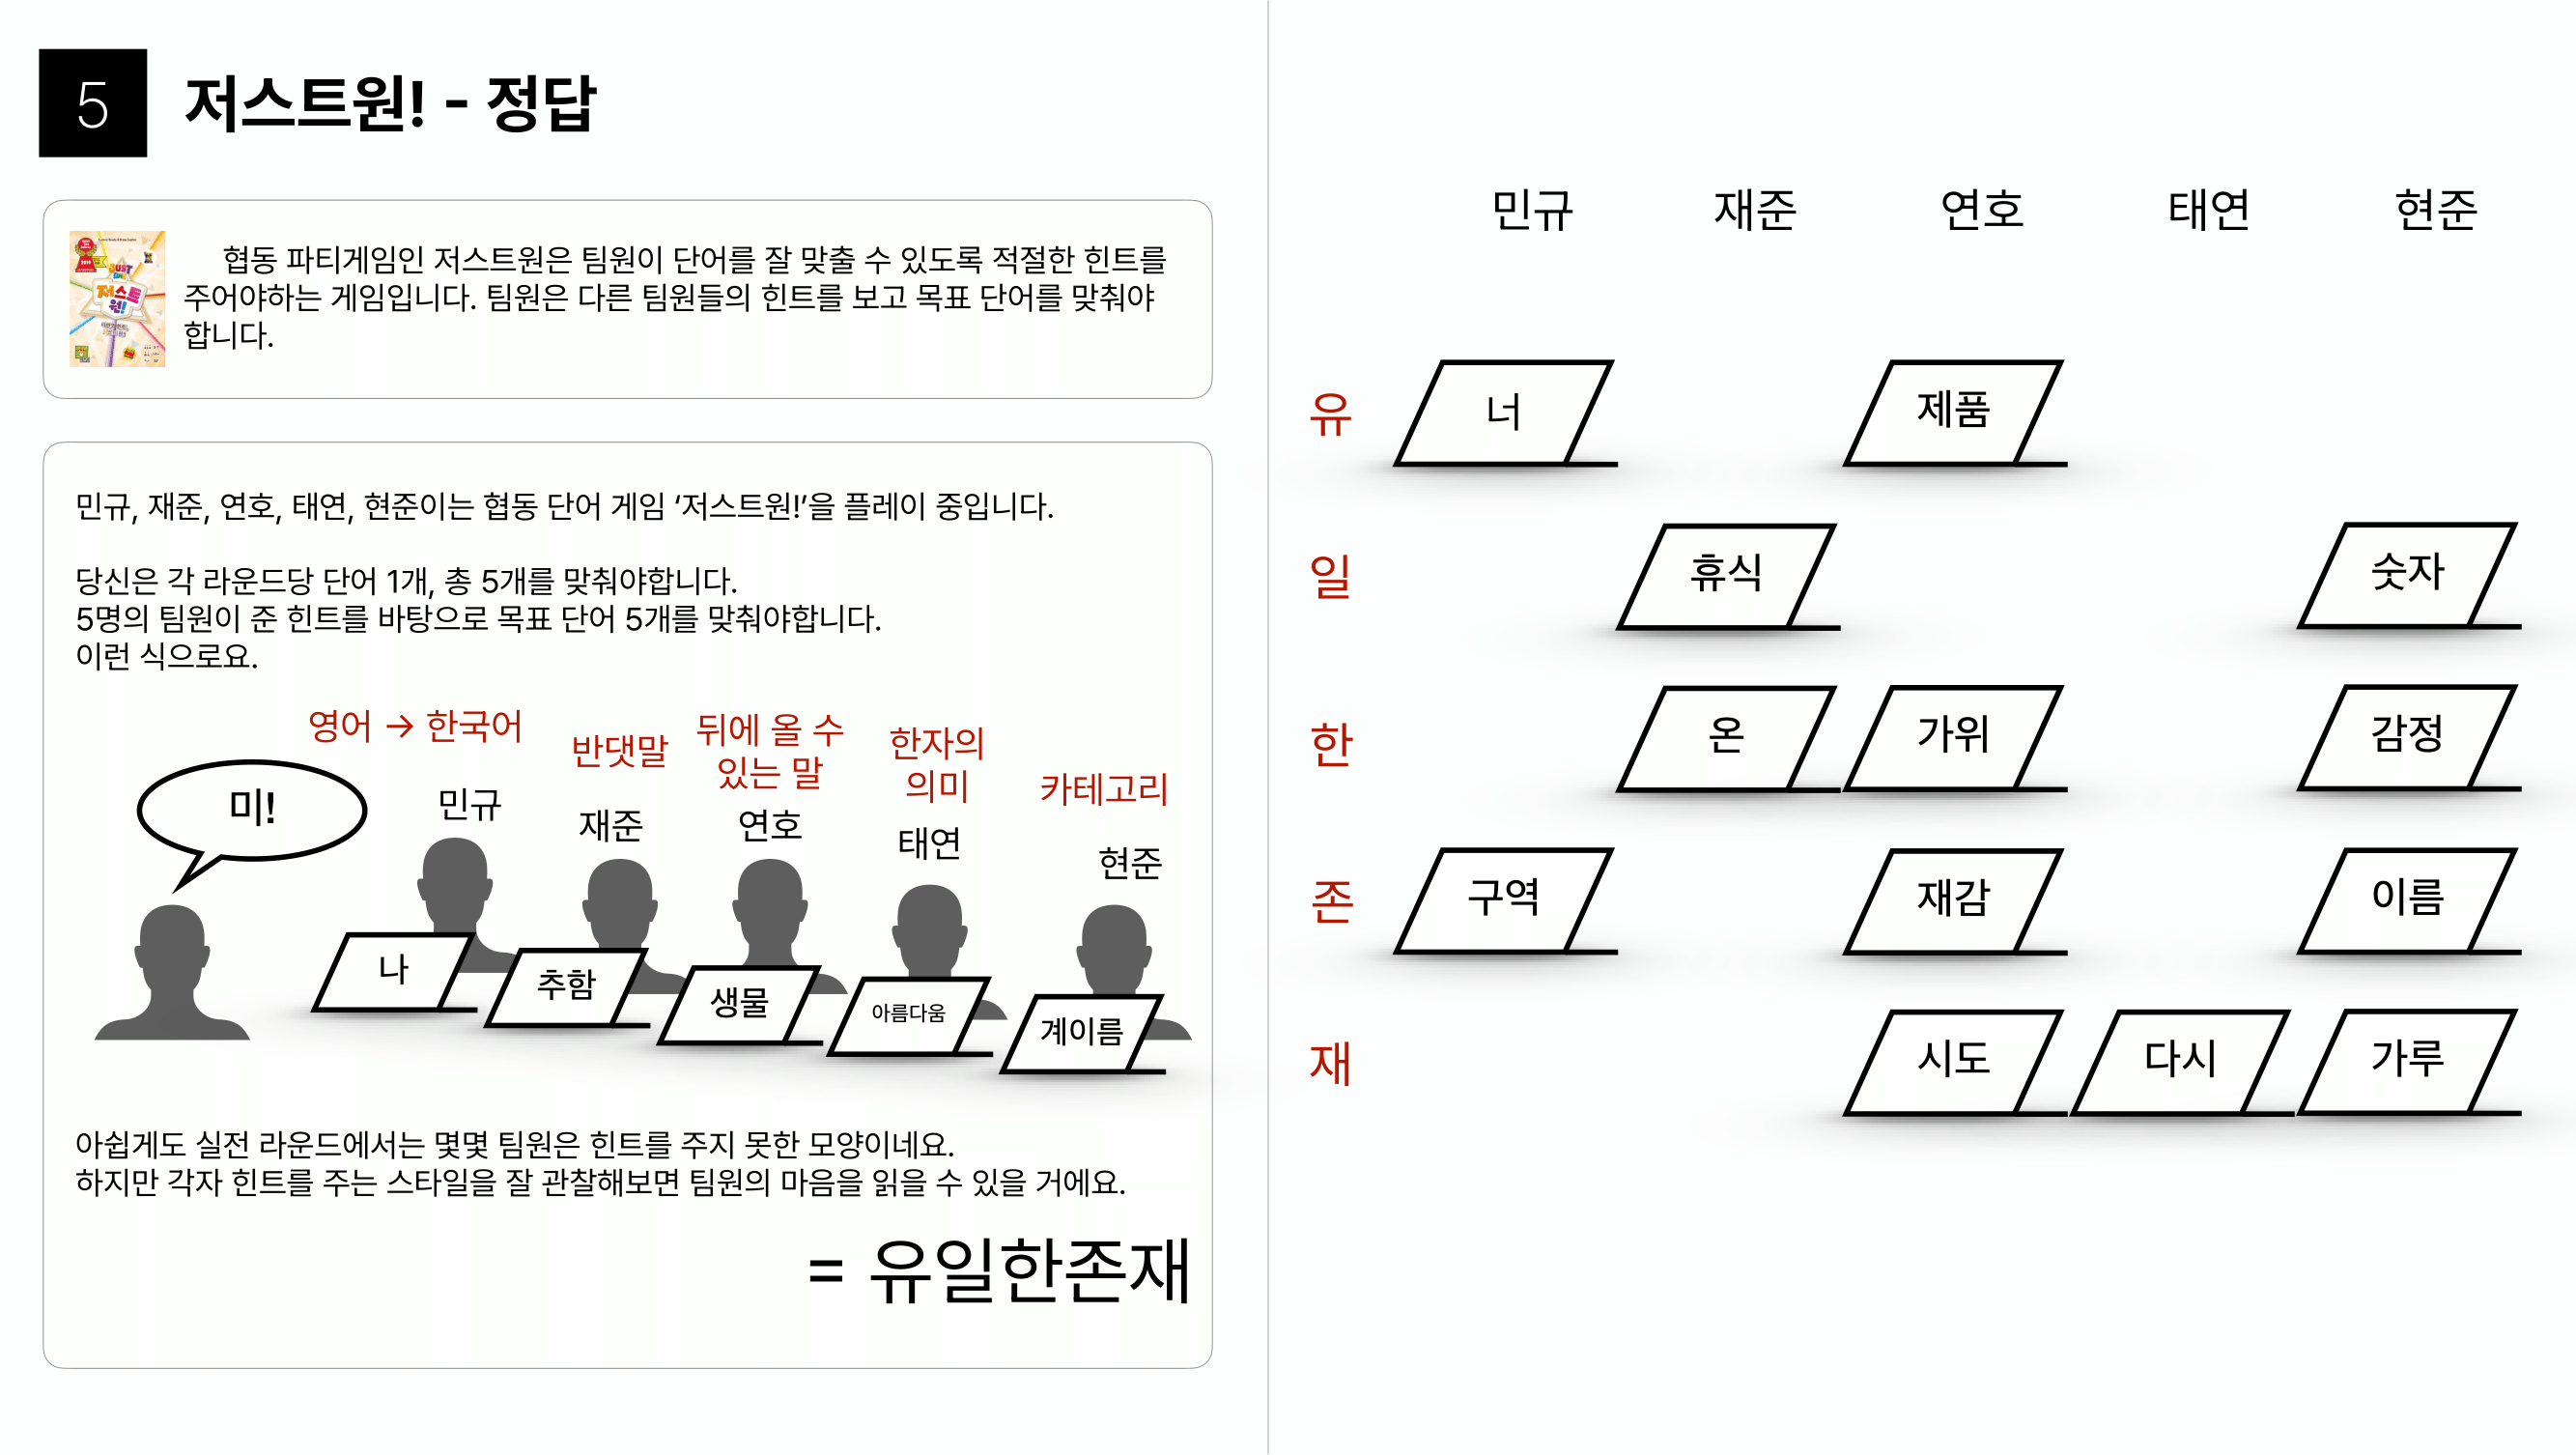 5
저스트원! - 정답
JUST
ONE!
저스트
원!
협동 파티게임인 저스트원은 팀원이 단어를 잘 맞출 수 있도록 적절한 힌트를
주어야하는 게임입니다. 팀원은 다른 팀원들의 힌트를 보고 목표 단어를 맞춰야
합니다.
민규, 재준, 연호, 태연, 현준이는 협동 단어 게임 ‘저스트원!’을 플레이 중입니다.
당신은 각 라운드당 단어 1개, 총 5개를 맞춰야합니다.
5명의 팀원이 준 힌트를 바탕으로 목표 단어 5개를 맞춰야합니다.
이런 식으로요.
영어 → 한국어
반댓말
뒤에 올 수
있는 말
한자의
의미
카테고리
미!
민규
재준
연호
태연
현준
나
추함
생물
아름다움
계이름
아쉽게도 실전 라운드에서는 몇몇 팀원은 힌트를 주지 못한 모양이네요.
하지만 각자 힌트를 주는 스타일을 잘 관찰해보면 팀원의 마음을 읽을 수 있을 거에요.
= 유일한존재
민규 재준 연호 태연 현준
유 너 제품
일 휴식 숫자
한 온 가위 감정
존 구역 재감 이름
재 시도 다시 가루